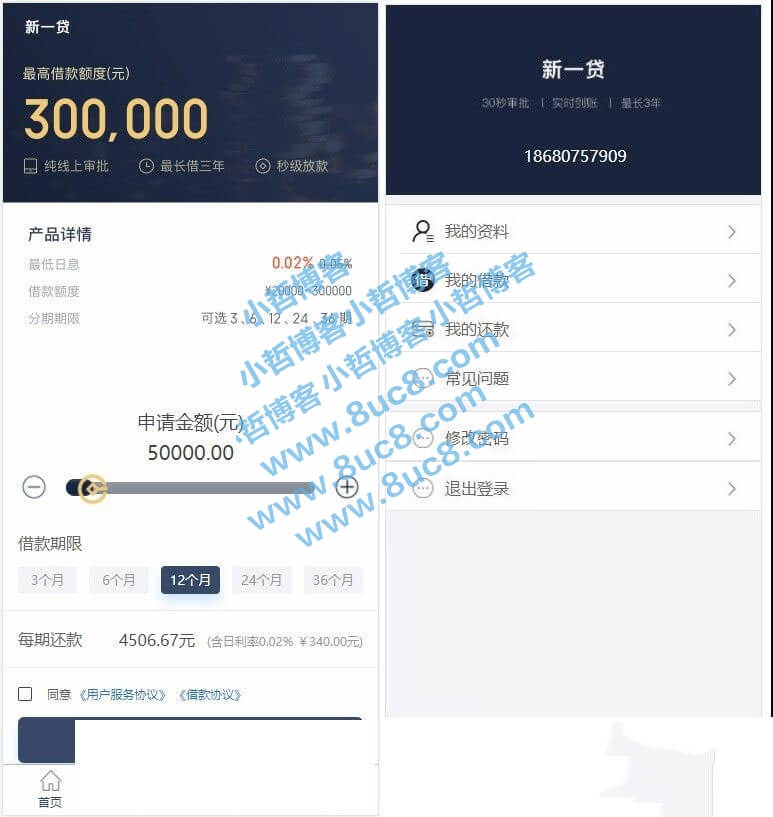 新一贷
最高借款额度(元)
300,000
纯线上审批 最长借三年 秒级放款
产品详情
最低日息 0.02% 0.05%
借款额度 ¥20000-300000
分期期限 可选 3、6、12、24、36 期
申请金额(元)
50000.00
借款期限
3个月 6个月 12个月 24个月 36个月
每期还款 4506.67元 (含日利率0.02% ¥340.00元)
同意 《用户服务协议》 《借款协议》
首页
新一贷
30秒审批 | 实时到账 | 最长3年
18680757909
我的资料
借 我的借款
我的还款
常见问题
修改密码
退出登录
小哲博客 小哲博客
哲博客 小哲博客 小哲博客
www.8uc8.com
www.8uc8.com
www.8uc8.com